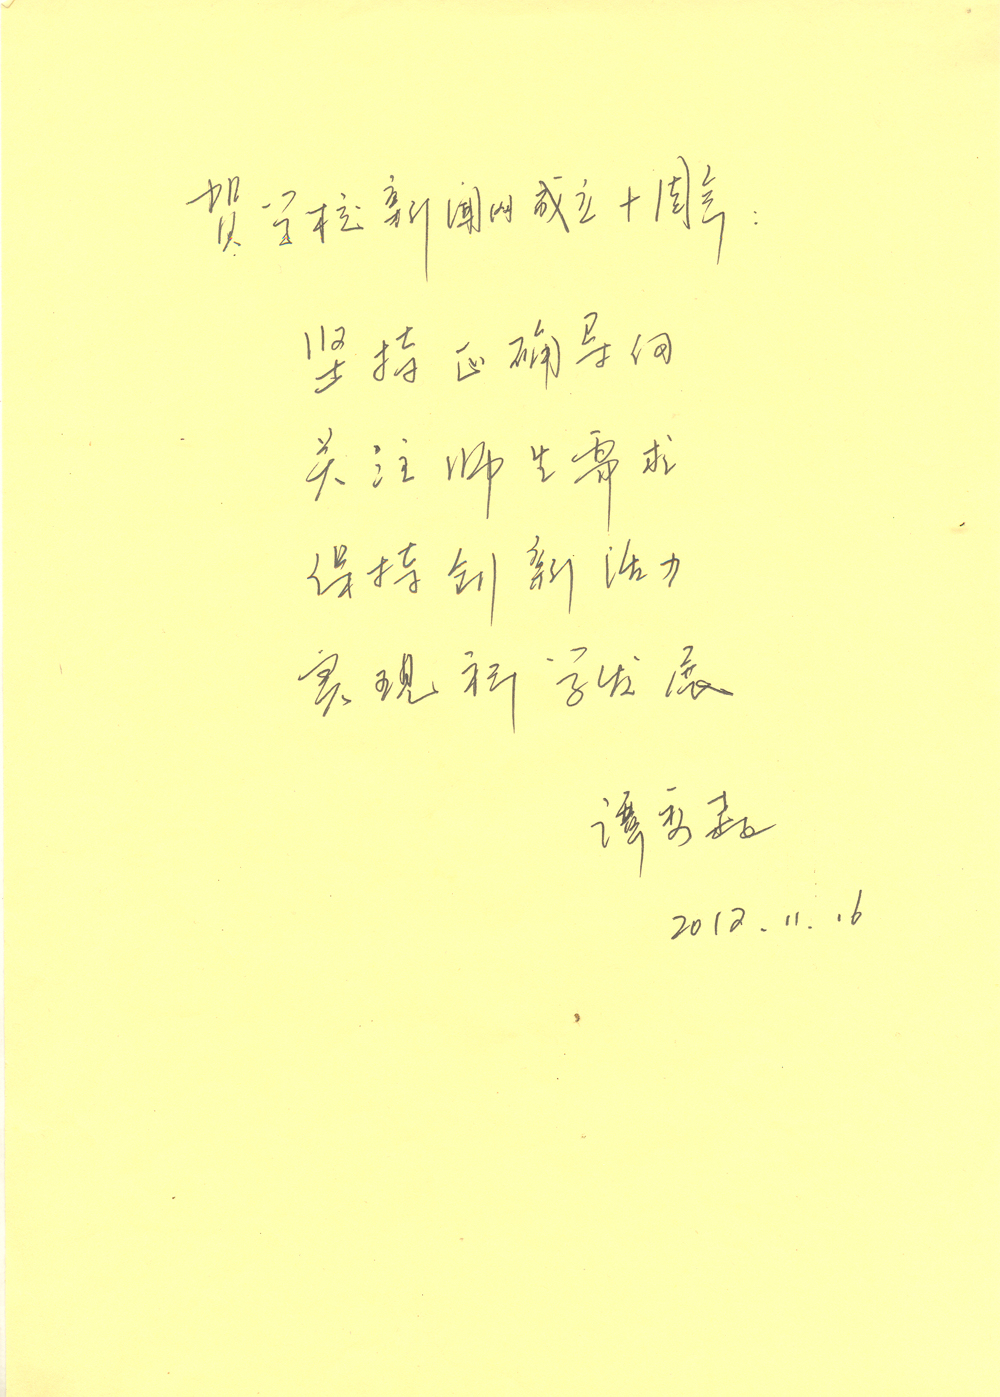 贺学校新闻网成立十周年:
坚持正确导向
关注师生需求
保持创新活力
实现科学发展
谭秀森
2012.11.16